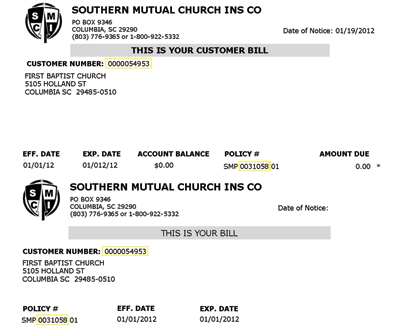 SM
CI
SOUTHERN MUTUAL CHURCH INS CO
PO BOX 9346
COLUMBIA, SC 29290
(803) 776-9365 or 1-800-922-5332
Date of Notice: 01/19/2012
THIS IS YOUR CUSTOMER BILL
CUSTOMER NUMBER: 0000054953
FIRST BAPTIST CHURCH
5105 HOLLAND ST
COLUMBIA SC 29485-0510
EFF. DATE EXP. DATE ACCOUNT BALANCE POLICY # AMOUNT DUE
01/01/12 01/012/12 $0.00 SMP 0031058 01 0.00 *
SM
CI
SOUTHERN MUTUAL CHURCH INS CO
PO BOX 9346
COLUMBIA, SC 29290
(803) 776-9365 or 1-800-922-5332
Date of Notice:
THIS IS YOUR BILL
CUSTOMER NUMBER: 0000054953
FIRST BAPTIST CHURCH
5105 HOLLAND ST
COLUMBIA SC 29485-0510
POLICY # EFF. DATE EXP. DATE
SMP 0031058 01 01/01/2012 01/01/2012